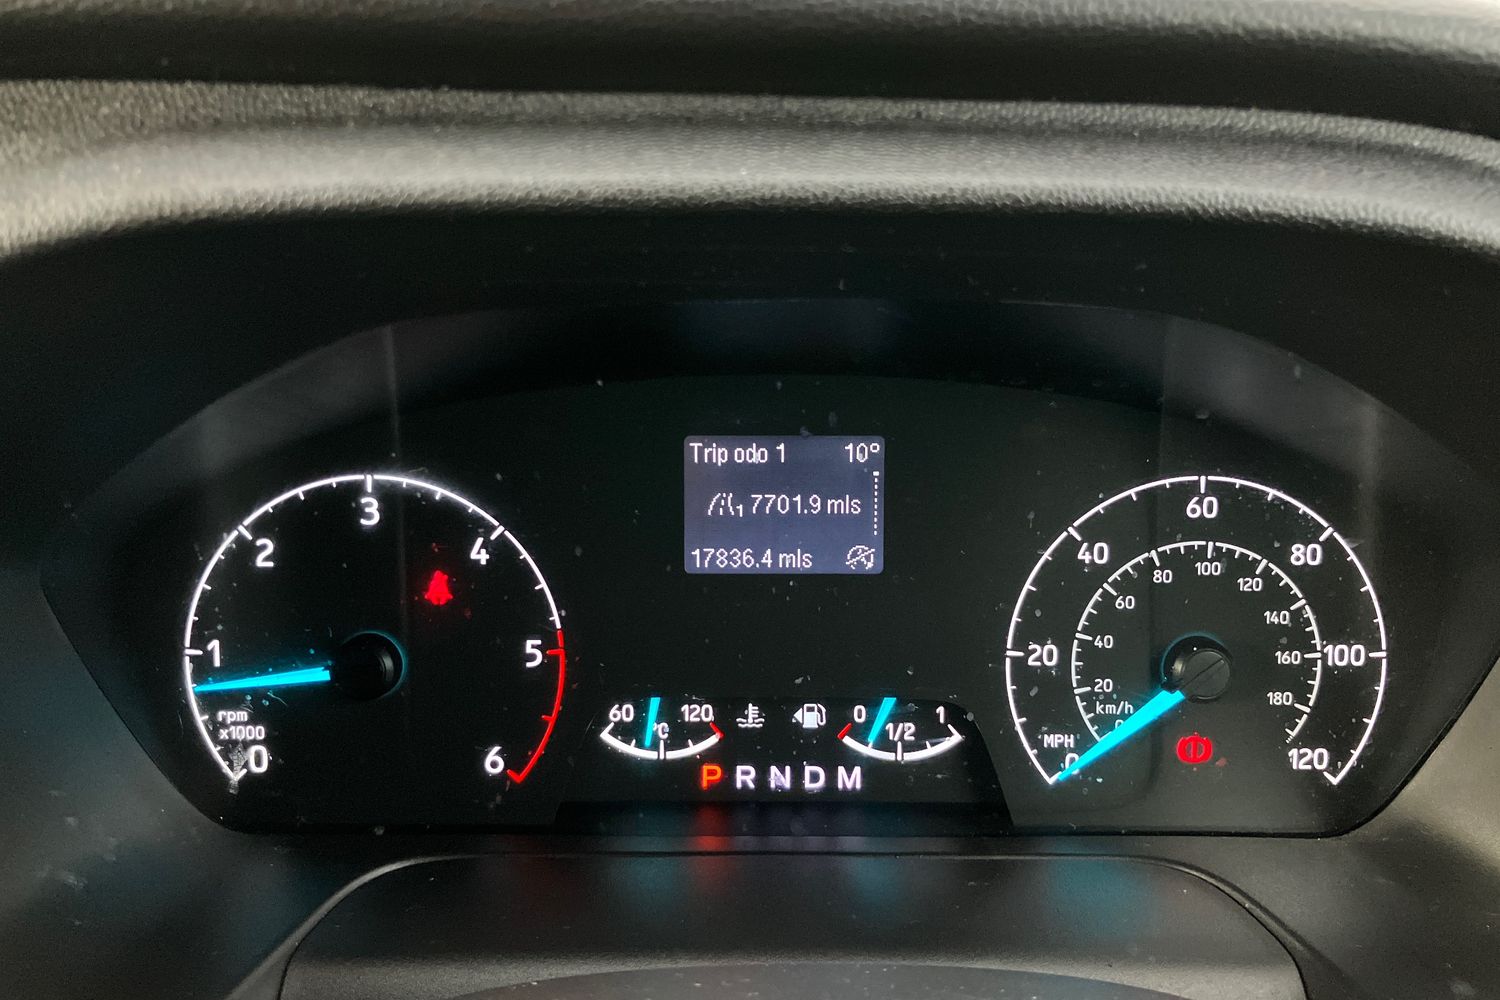 Trip odo 1 10°
1 7701.9 mls
17836.4 mls
0 1 2 3 4 5 6
rpm
x1000
60 120
°C
0 1/2 1
P R N D M
0 20 40 60 80 100 120
MPH
0 20 40 60 80 100 120 140 160 180
km/h